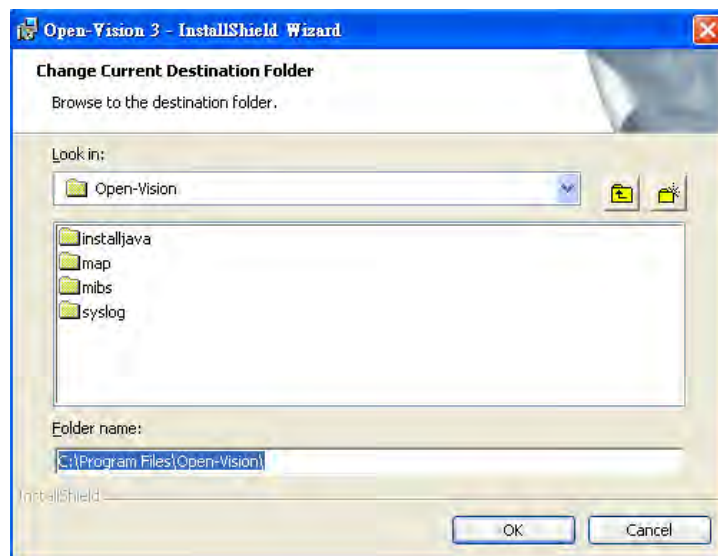 Open-Vision 3 - InstallShield Wizard
Change Current Destination Folder
Browse to the destination folder.
Look in:
Open-Vision
installjava
map
mibs
syslog
Folder name:
C:\Program Files\Open-Vision\
InstallShield
OK Cancel